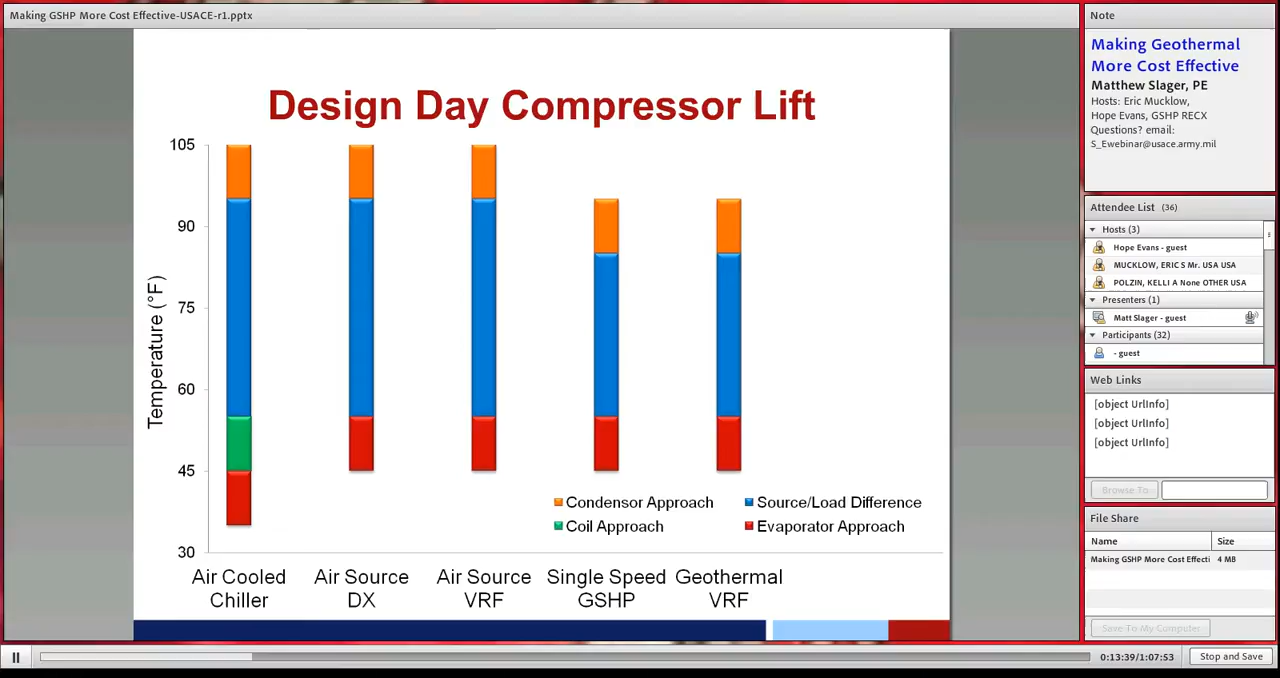 Making GSHP More Cost Effective-USACE-r1.pptx
Design Day Compressor Lift
105
90
75
60
45
30
Temperature (°F)
Condensor Approach
Source/Load Difference
Coil Approach
Evaporator Approach
Air Cooled
Chiller
Air Source
DX
Air Source
VRF
Single Speed
GSHP
Geothermal
VRF
Note
Making Geothermal
More Cost Effective
Matthew Slager, PE
Hosts: Eric Mucklow,
Hope Evans, GSHP RECX
Questions? email:
S_Ewebinar@usace.army.mil
Attendee List (36)
Hosts (3)
Hope Evans - guest
MUCKLOW, ERIC S Mr. USA USA
POLZIN, KELLI A None OTHER USA
Presenters (1)
Matt Slager - guest
Participants (32)
- guest
Web Links
[object UrlInfo]
[object UrlInfo]
[object UrlInfo]
Browse To
File Share
Name Size
Making GSHP More Cost Effecti 4 MB
Save To My Computer
0:13:39/1:07:53
Stop and Save